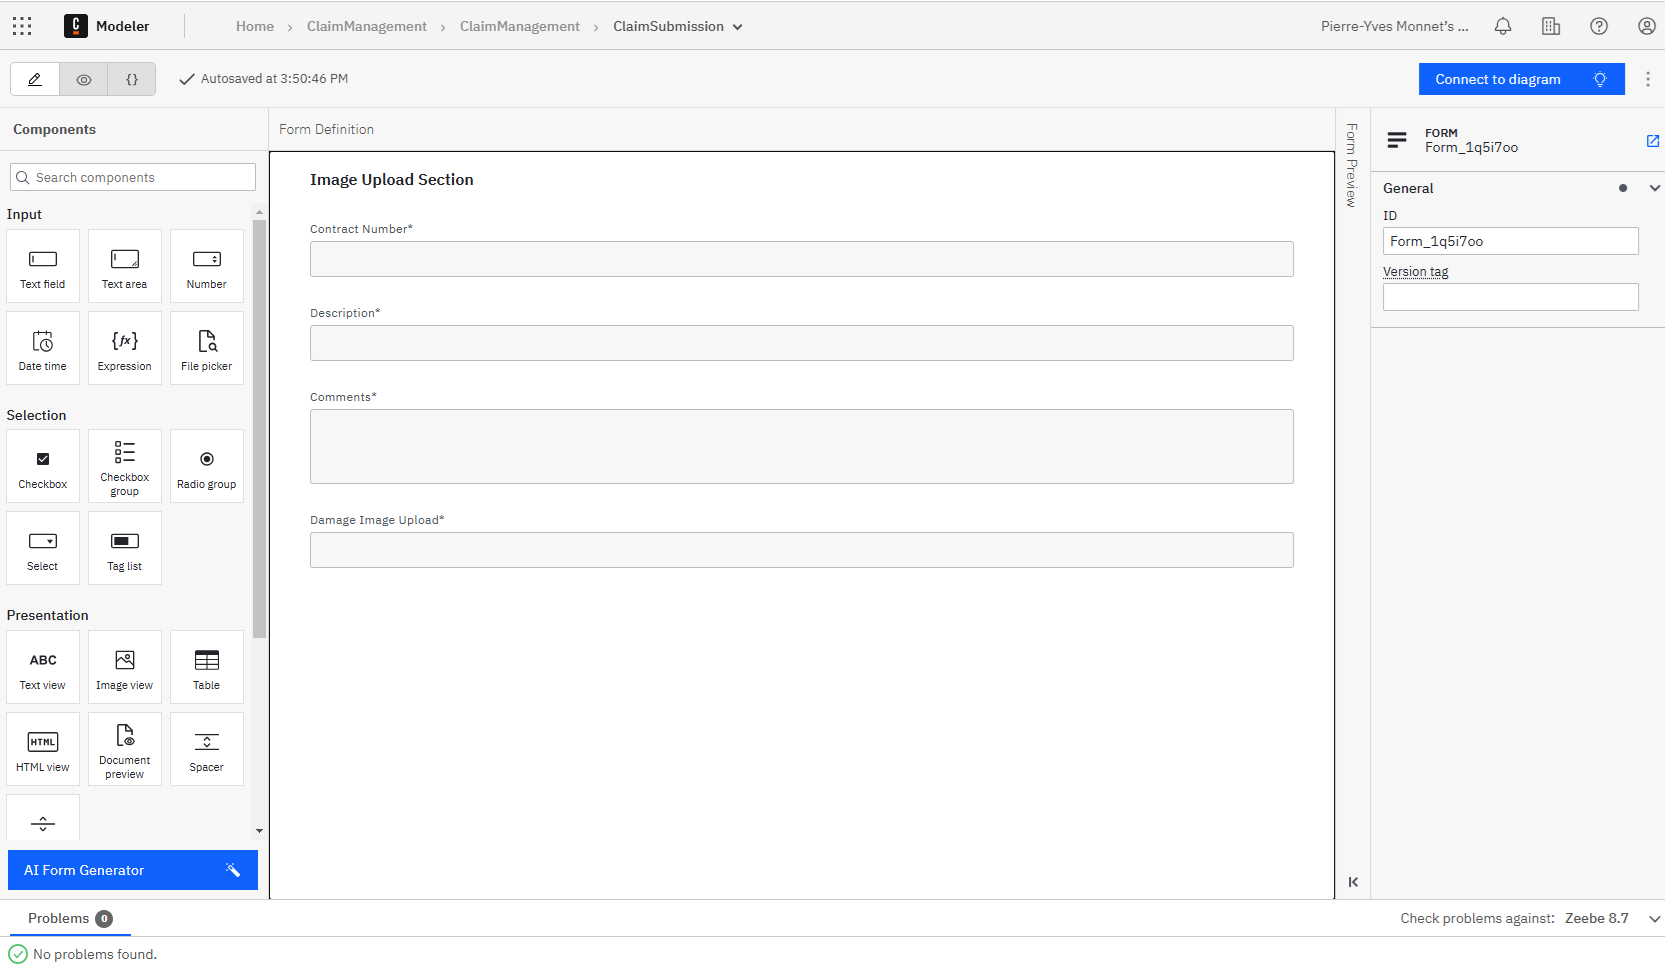 Modeler
Home > ClaimManagement > ClaimManagement > ClaimSubmission
Pierre-Yves Monnet's ...
{}
Autosaved at 3:50:46 PM
Connect to diagram
Components
Search components
Input
Text field
Text area
Number
Date time
{fx}
Expression
File picker
Selection
Checkbox
Checkbox
group
Radio group
Select
Tag list
Presentation
ABC
Text view
Image view
Table
HTML
HTML view
Document
preview
Spacer
AI Form Generator
Form Definition
Image Upload Section
Contract Number*
Description*
Comments*
Damage Image Upload*
Form Preview
FORM
Form_1q5i7oo
General
ID
Form_1q5i7oo
Version tag
Problems 0
Check problems against: Zeebe 8.7
No problems found.